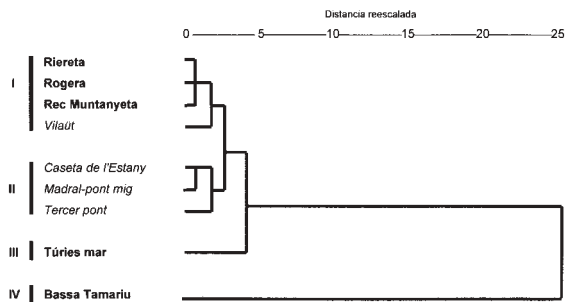 Distancia reescalada
0 5 10 15 20 25
Riereta
I Rogera
Rec Muntanyeta
Vilaüt
Caseta de l'Estany
II Madral-pont mig
Tercer pont
III Túries mar
IV Bassa Tamariu